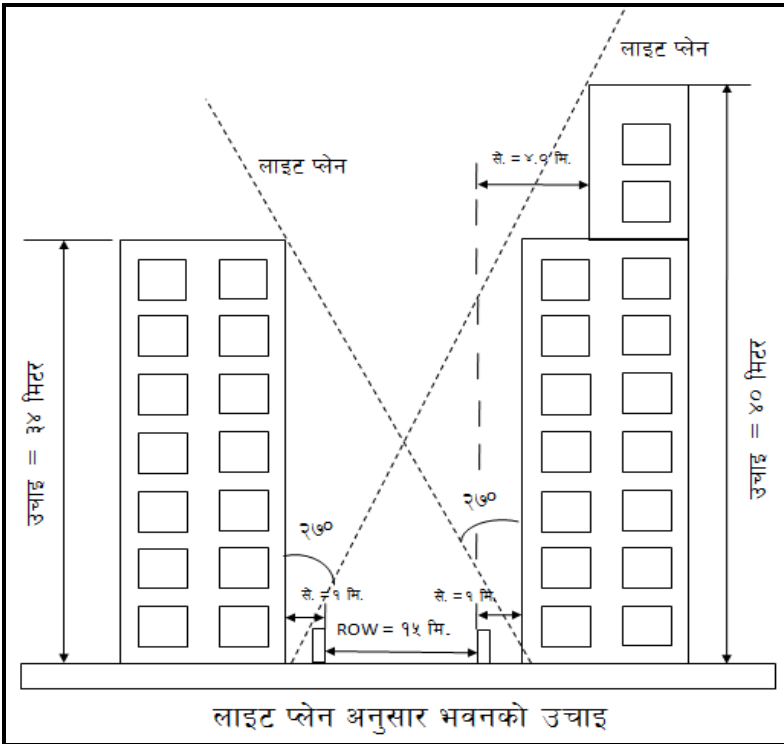 लाइट प्लेन
लाइट प्लेन
से. = ४.९ मि.
उचाइ = ३४ मिटर
उचाइ = ४० मिटर
२७०
२७०
से. = १ मि.
से. = १ मि.
ROW = १५ मि.
लाइट प्लेन अनुसार भवनको उचाइ